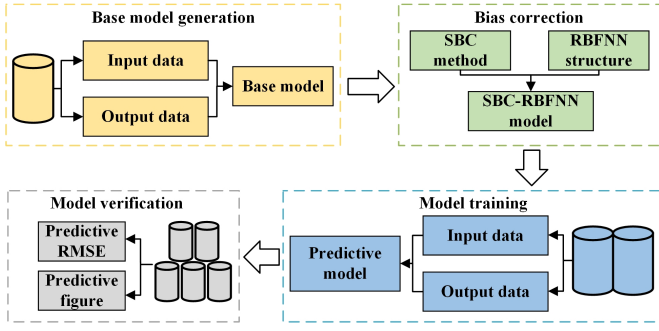 Base model generation
Input data
Output data
Base model
Bias correction
SBC
method
RBFNN
structure
SBC-RBFNN
model
Model verification
Predictive
RMSE
Predictive
figure
Model training
Predictive
model
Input data
Output data